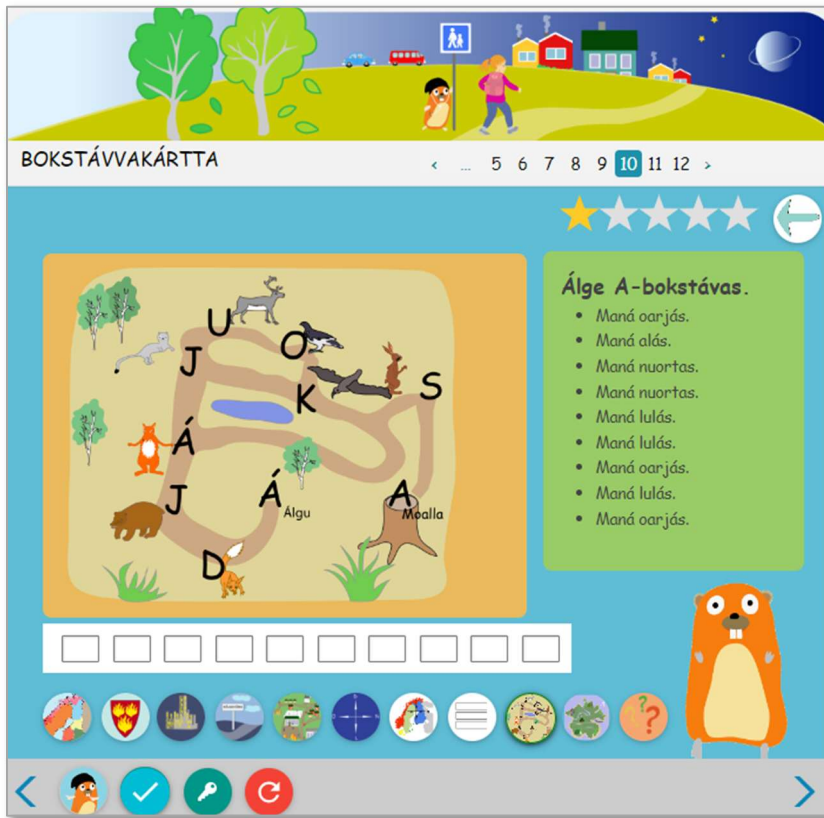 BOKSTÁVVAKÁRTTA
‹ ... 5 6 7 8 9 10 11 12 ›
Álge A-bokstávas.
• Maná oarjás.
• Maná alás.
• Maná nuortas.
• Maná nuortas.
• Maná lulás.
• Maná lulás.
• Maná oarjás.
• Maná lulás.
• Maná oarjás.
U
O
J
K
S
Á
J
Á
A
Álgu
Moalla
D